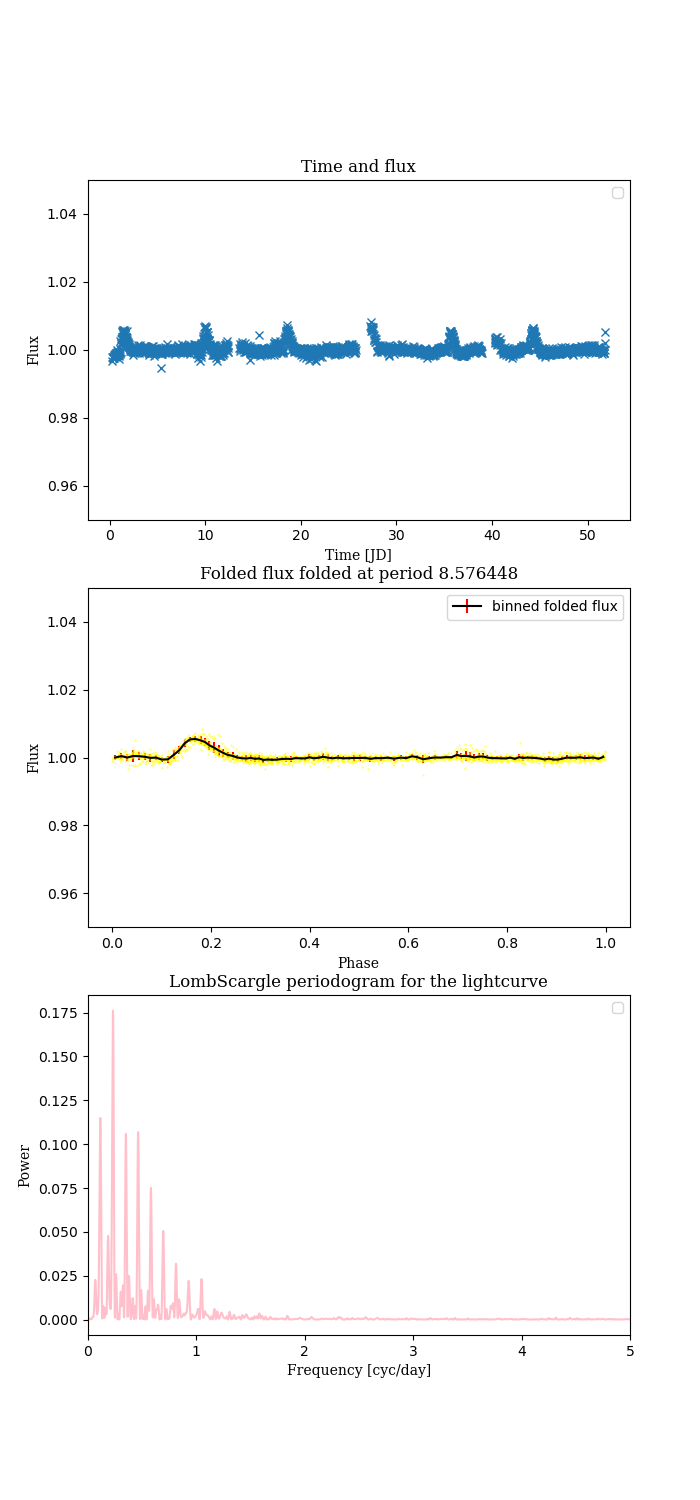 Time and flux
1.04
1.02
1.00
0.98
0.96
Flux
0 10 20 30 40 50
Time [JD]
Folded flux folded at period 8.576448
binned folded flux
1.04
1.02
1.00
0.98
0.96
Flux
0.0 0.2 0.4 0.6 0.8 1.0
Phase
LombScargle periodogram for the lightcurve
0.175
0.150
0.125
0.100
0.075
0.050
0.025
0.000
Power
0 1 2 3 4 5
Frequency [cyc/day]